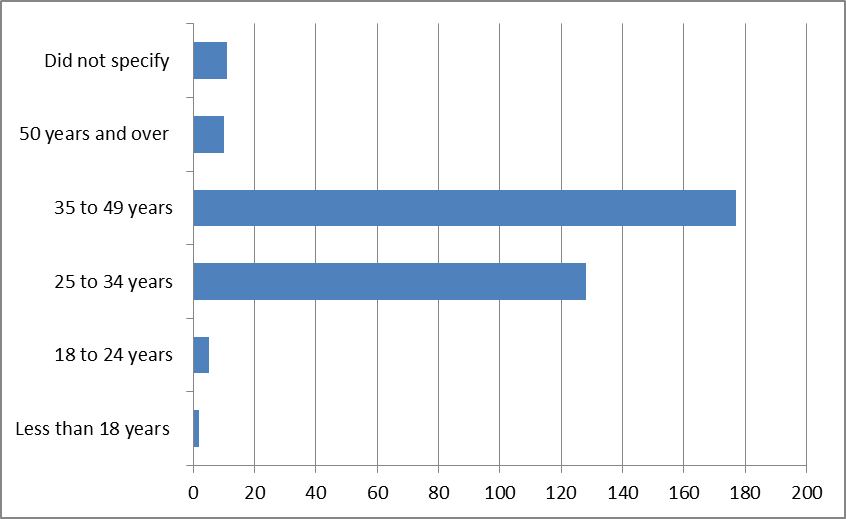 Did not specify
50 years and over
35 to 49 years
25 to 34 years
18 to 24 years
Less than 18 years
0 20 40 60 80 100 120 140 160 180 200